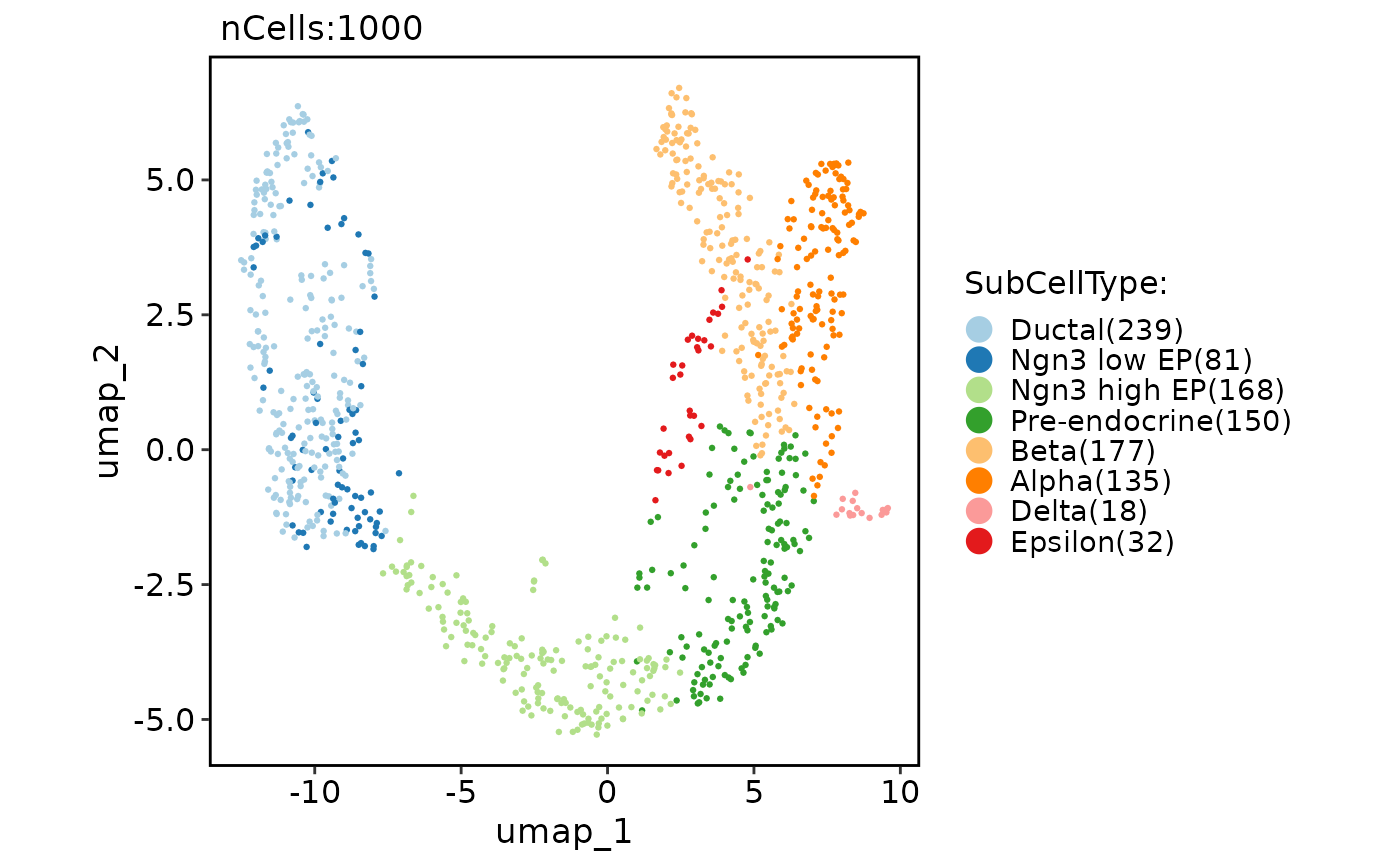 nCells:1000
umap_2
5.0
2.5
0.0
-2.5
-5.0
-10
-5
0
5
10
umap_1
SubCellType:
Ductal(239)
Ngn3 low EP(81)
Ngn3 high EP(168)
Pre-endocrine(150)
Beta(177)
Alpha(135)
Delta(18)
Epsilon(32)